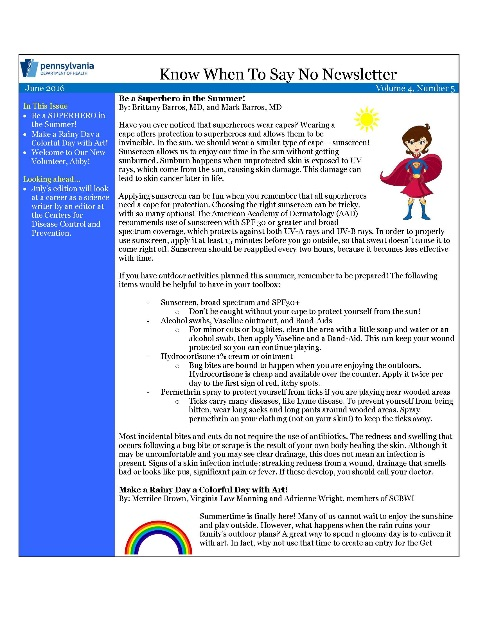 pennsylvania
DEPARTMENT OF HEALTH
Know When To Say No Newsletter
June 2016
Volume 4, Number 5
In This Issue
• Be a SUPERHERO in
the Summer!
• Make a Rainy Day a
Colorful Day with Art!
• Welcome to Our New
Volunteer, Abby!
Looking ahead...
• July's edition will look
at a career as a science
writer by an editor at
the Centers for
Disease Control and
Prevention.
Be a Superhero in the Summer!
By: Brittany Barros, MD, and Mark Barros, MD
Have you ever noticed that superheroes wear capes? Wearing a
cape offers protection to superheroes and allows them to be
invincible. In the sun, we should wear a similar type of cape – sunscreen!
Sunscreen allows us to enjoy our time in the sun without getting
sunburned. Sunburn happens when unprotected skin is exposed to UV
rays, which come from the sun, causing skin damage. This damage can
lead to skin cancer later in life.
Applying sunscreen can be fun when you remember that all superheroes
need a cape for protection. Choosing the right sunscreen can be tricky,
with so many options! The American Academy of Dermatology (AAD)
recommends use of sunscreen with SPF 30 or greater and broad
spectrum coverage, which protects against both UV-A rays and UV-B rays. In order to properly
use sunscreen, apply it at least 15 minutes before you go outside, so that sweat doesn't cause it to
come right off. Sunscreen should be reapplied every two hours, because it becomes less effective
with time.
If you have outdoor activities planned this summer, remember to be prepared! The following
items would be helpful to have in your toolbox:
- Sunscreen, broad spectrum and SPF30+
o Don't be caught without your cape to protect yourself from the sun!
- Alcohol swabs, Vaseline ointment, and Band-Aids
o For minor cuts or bug bites, clean the area with a little soap and water or an
alcohol swab, then apply Vaseline and a Band-Aid. This can keep your wound
protected so you can continue playing.
- Hydrocortisone 1% cream or ointment
o Bug bites are bound to happen when you are enjoying the outdoors.
Hydrocortisone is cheap and available over the counter. Apply it twice per
day to the first sign of red, itchy spots.
- Permethrin spray to protect yourself from ticks if you are playing near wooded areas
o Ticks carry many diseases, like Lyme disease. To prevent yourself from being
bitten, wear long socks and long pants around wooded areas. Spray
permethrin on your clothing (not on your skin!) to keep the ticks away.
Most incidental bites and cuts do not require the use of antibiotics. The redness and swelling that
occurs following a bug bite or scrape is the result of your own body healing the skin. Although it
may be uncomfortable and you may see clear drainage, this does not mean an infection is
present. Signs of a skin infection include: streaking redness from a wound, drainage that smells
bad or looks like pus, significant pain or fever. If these develop, you should call your doctor.
Make a Rainy Day a Colorful Day with Art!
By: Merrilee Brown, Virginia Law Manning and Adrienne Wright, members of SCBWI
Summertime is finally here! Many of us cannot wait to enjoy the sunshine
and play outside. However, what happens when the rain ruins your
family's outdoor plans? A great way to spend a gloomy day is to enliven it
with art. In fact, why not use that time to create an entry for the Get